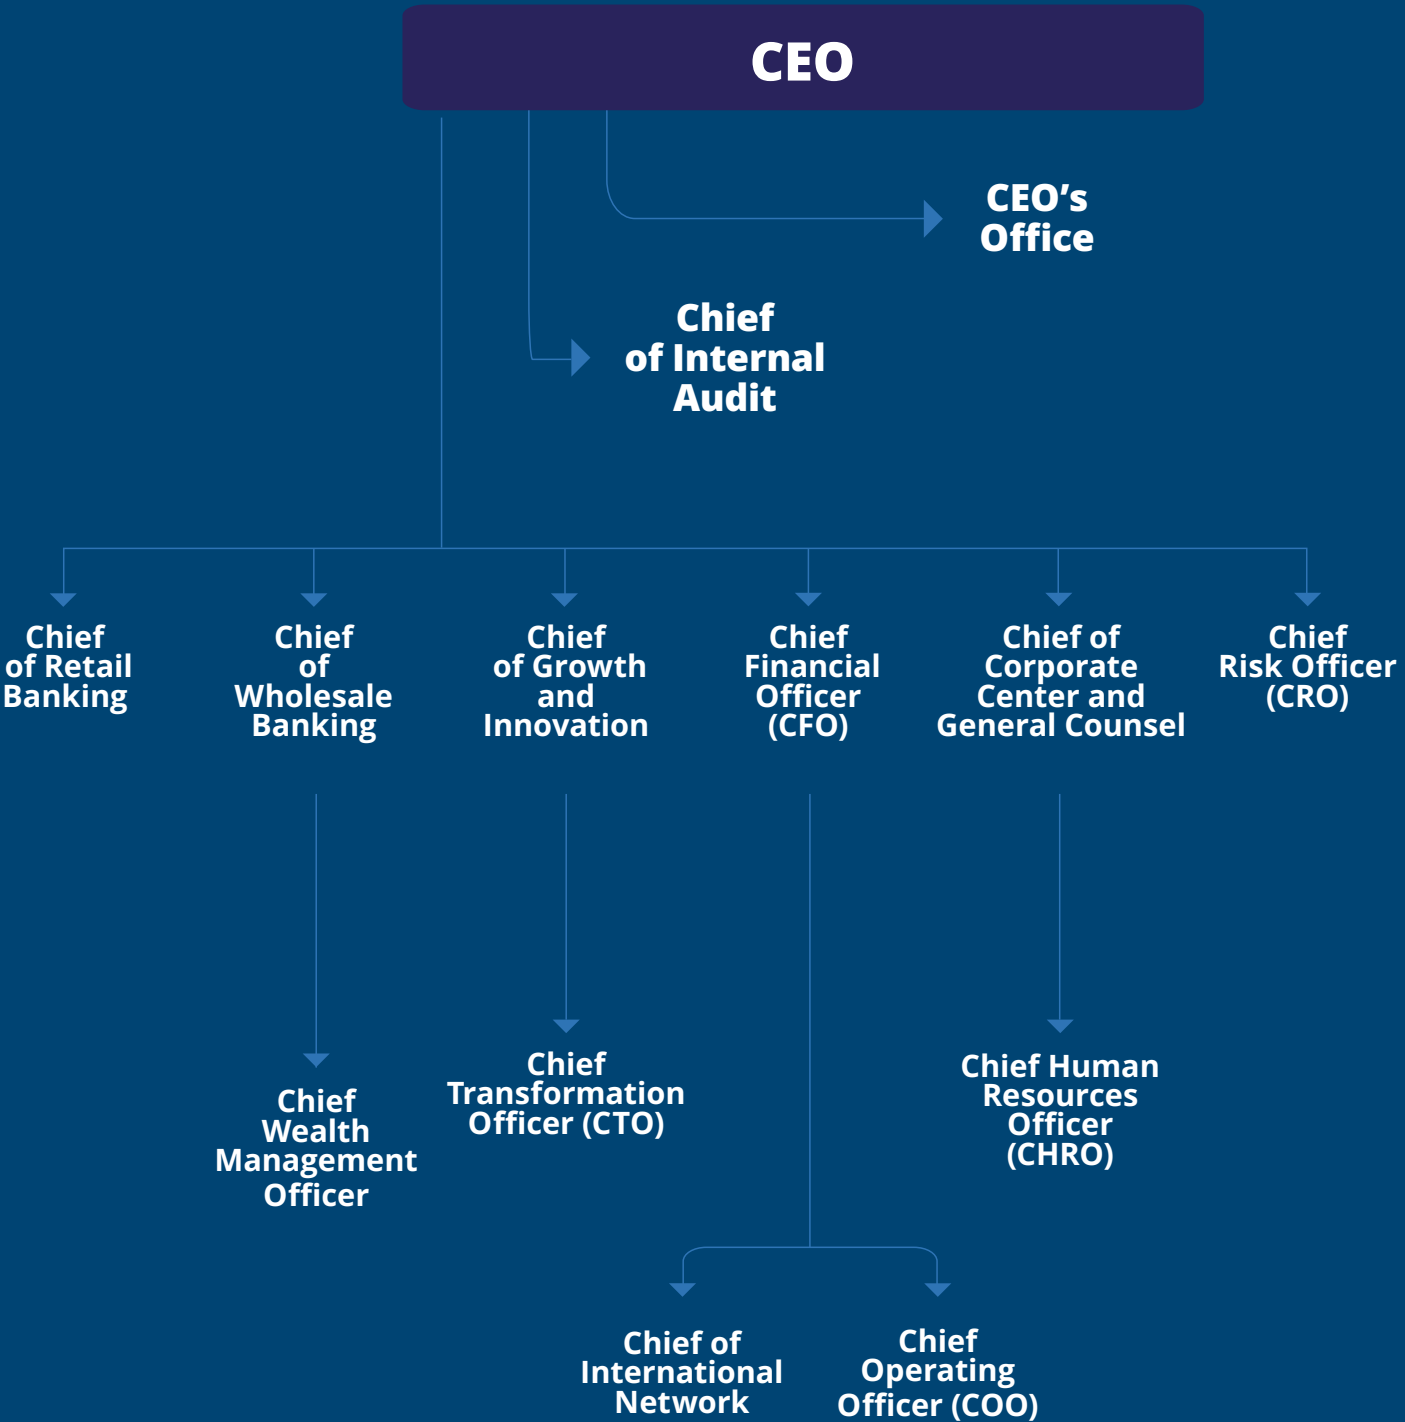 CEO
CEO’s
Office
Chief
of Internal
Audit
Chief
of Retail
Banking
Chief
of
Wholesale
Banking
Chief
of Growth
and
Innovation
Chief
Financial
Officer
(CFO)
Chief of
Corporate
Center and
General Counsel
Chief
Risk Officer
(CRO)
Chief
Wealth
Management
Officer
Chief
Transformation
Officer (CTO)
Chief Human
Resources
Officer
(CHRO)
Chief of
International
Network
Chief
Operating
Officer (COO)